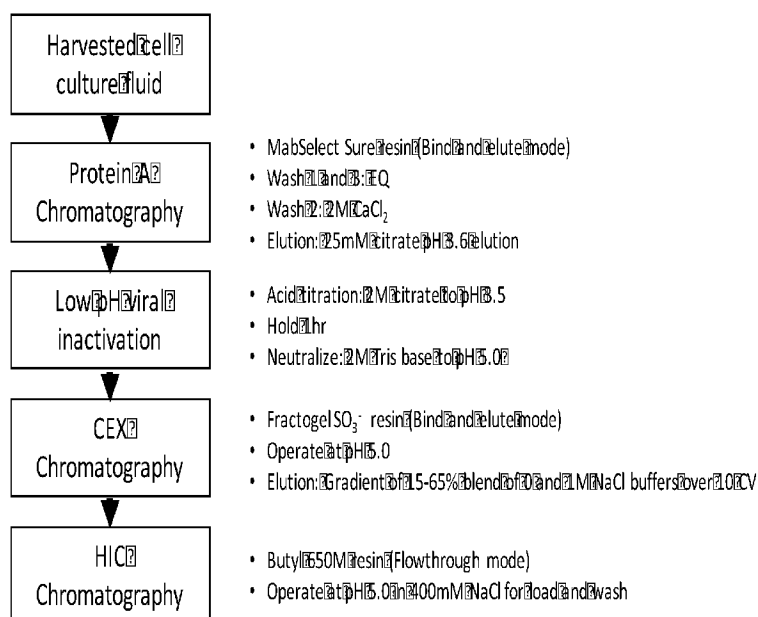 Harvested cell
culture fluid
Protein A
Chromatography
• MabSelect Sure resin (Bind and elute mode)
• Wash 1 and 3: EQ
• Wash 2: 2M CaCl₂
• Elution: 25mM citrate pH 3.6 elution
Low pH viral
inactivation
• Acid titration: 2M citrate to pH 3.5
• Hold 1hr
• Neutralize: 2M Tris base to pH 5.0
CEX
Chromatography
• Fractogel SO₃⁻ resin (Bind and elute mode)
• Operate at pH 5.0
• Elution: Gradient of 15-65% blend of 0 and 1M NaCl buffers over 10 CV
HIC
Chromatography
• Butyl 650M resin (Flowthrough mode)
• Operate at pH 5.0 in 400mM NaCl for load and wash